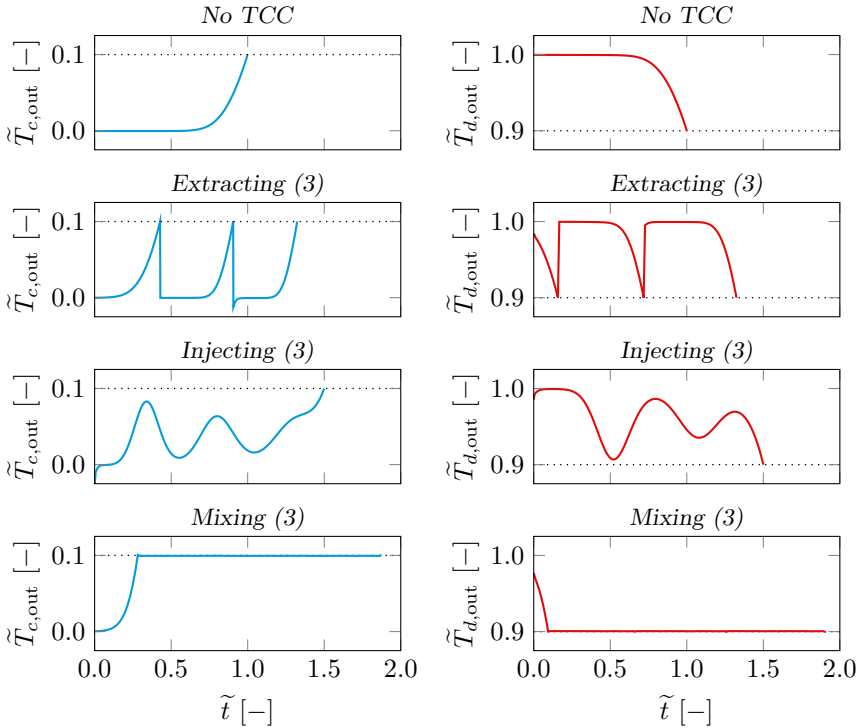 No TCC
T̃c,out [−]
0.1
0.0
No TCC
T̃d,out [−]
1.0
0.9
Extracting (3)
T̃c,out [−]
0.1
0.0
Extracting (3)
T̃d,out [−]
1.0
0.9
Injecting (3)
T̃c,out [−]
0.1
0.0
Injecting (3)
T̃d,out [−]
1.0
0.9
Mixing (3)
T̃c,out [−]
0.1
0.0
0.0 0.5 1.0 1.5 2.0
t̃ [−]
Mixing (3)
T̃d,out [−]
1.0
0.9
0.0 0.5 1.0 1.5 2.0
t̃ [−]